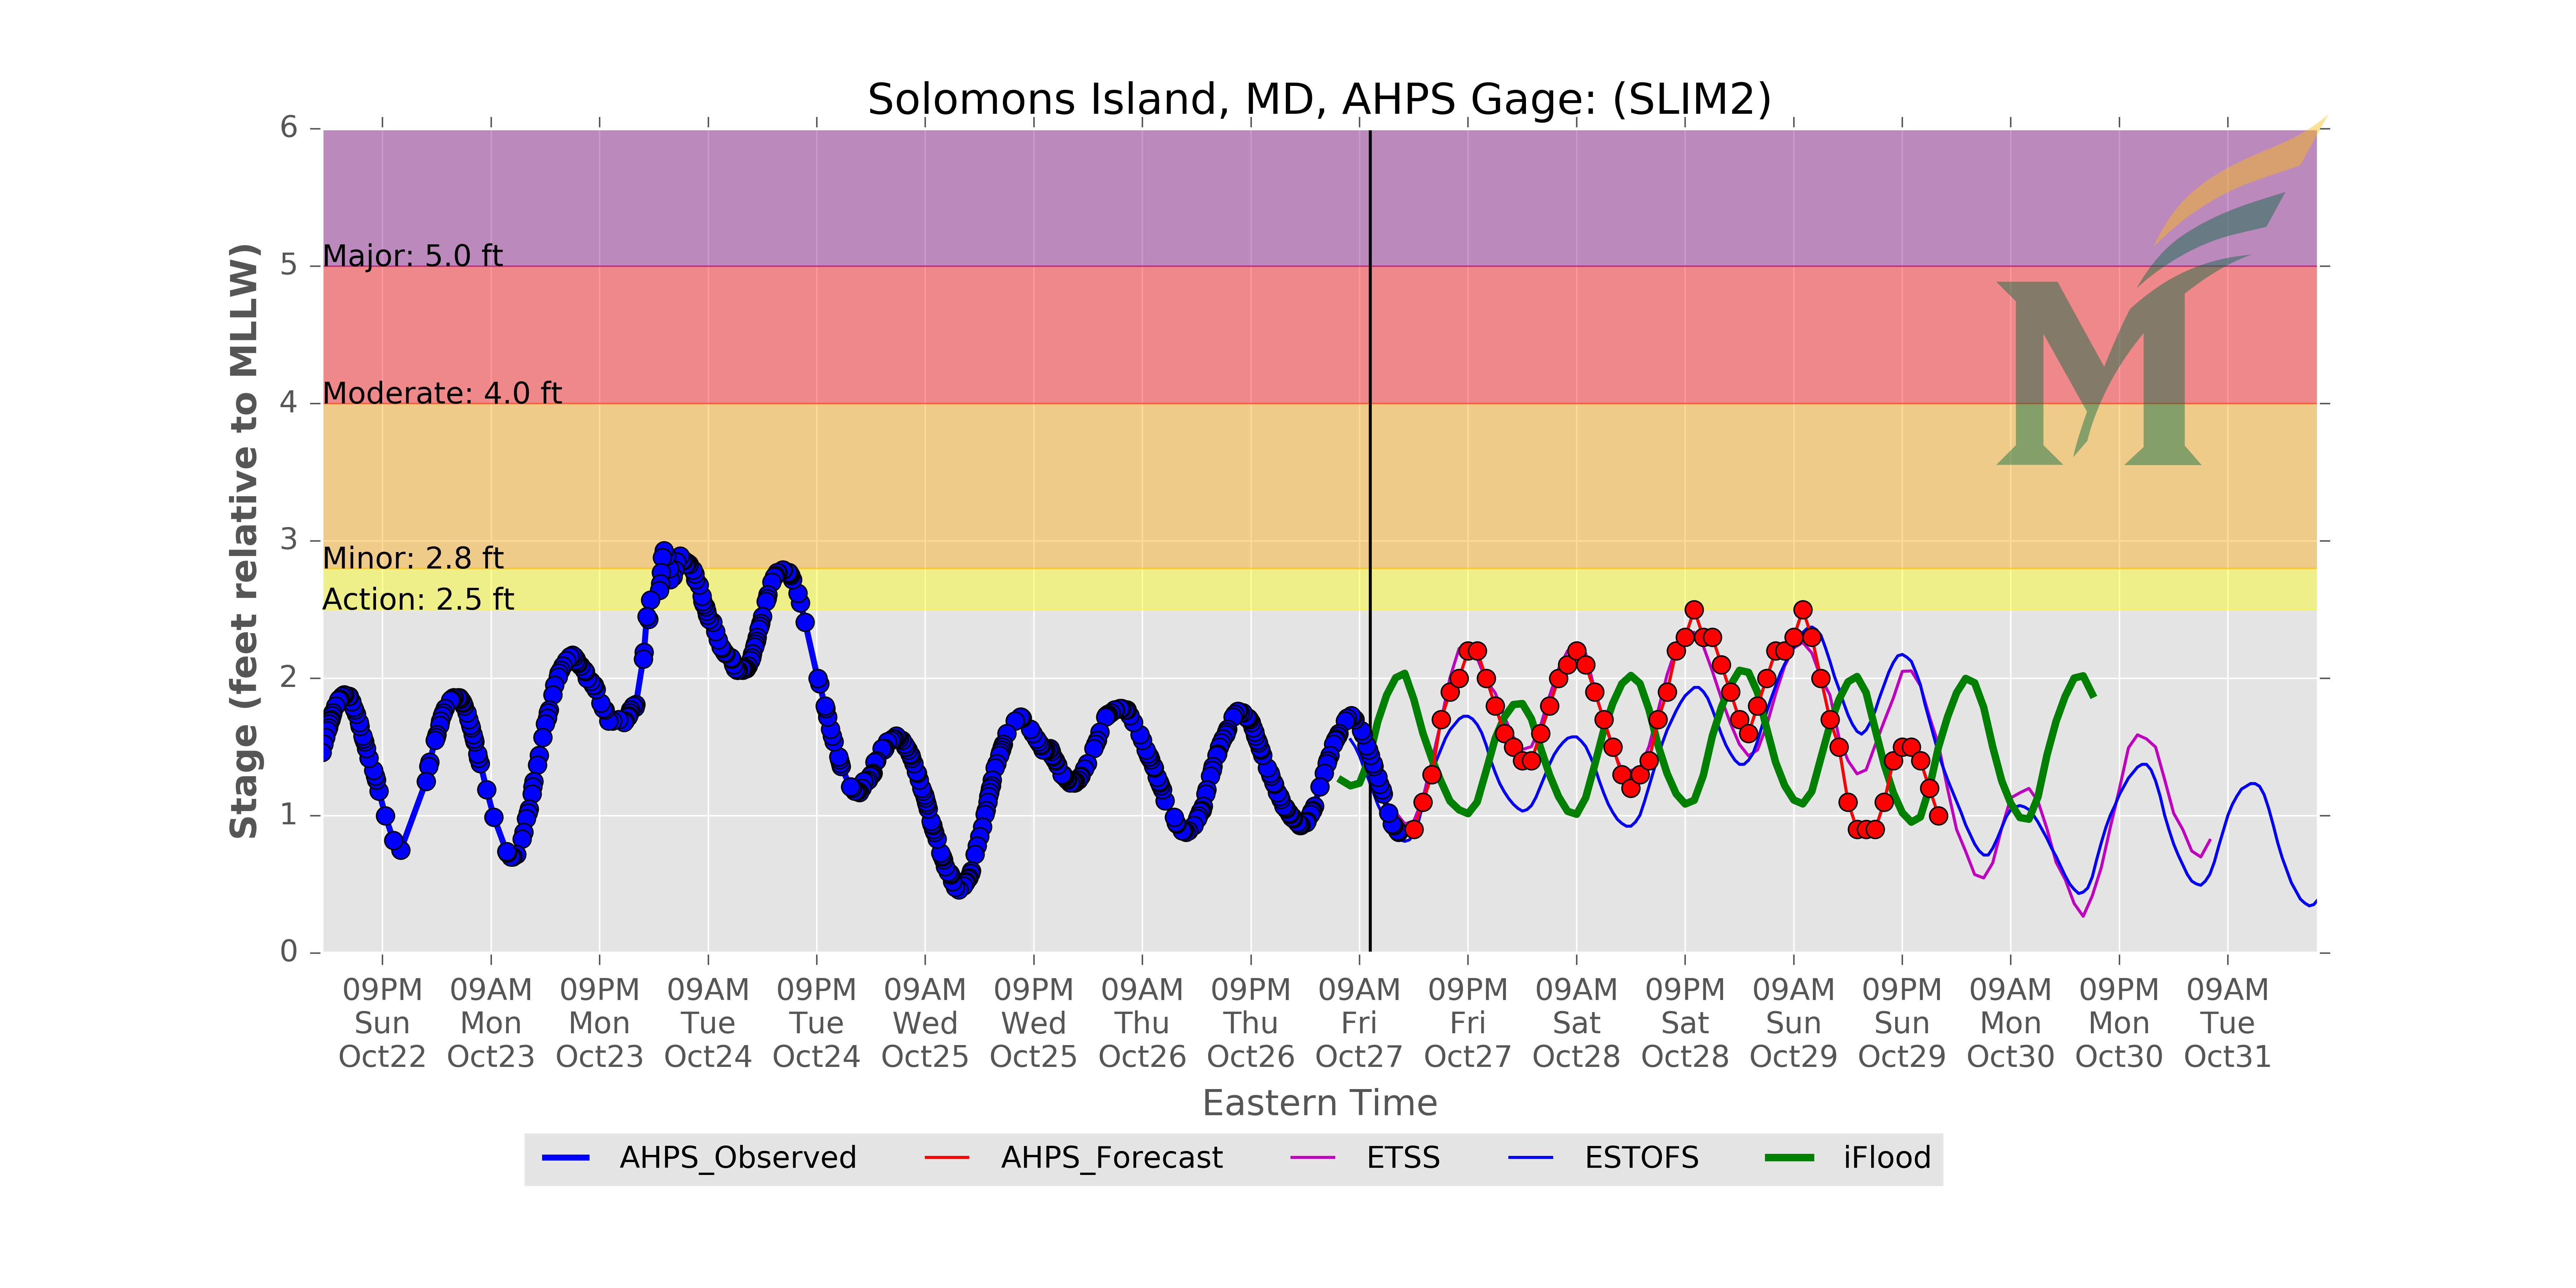 Solomons Island, MD, AHPS Gage: (SLIM2)
6
Major: 5.0 ft
5
Moderate: 4.0 ft
4
Minor: 2.8 ft
3
Action: 2.5 ft
2
1
0
Stage (feet relative to MLLW)
09PM 09AM 09PM 09AM 09PM 09AM 09PM 09AM 09PM 09AM 09PM 09AM 09PM 09AM 09PM 09AM 09PM 09AM
Sun Mon Mon Tue Tue Wed Wed Thu Thu Fri Fri Sat Sat Sun Sun Mon Mon Tue
Oct22 Oct23 Oct23 Oct24 Oct24 Oct25 Oct25 Oct26 Oct26 Oct27 Oct27 Oct28 Oct28 Oct29 Oct29 Oct30 Oct30 Oct31
Eastern Time
AHPS_Observed AHPS_Forecast ETSS ESTOFS iFlood
M